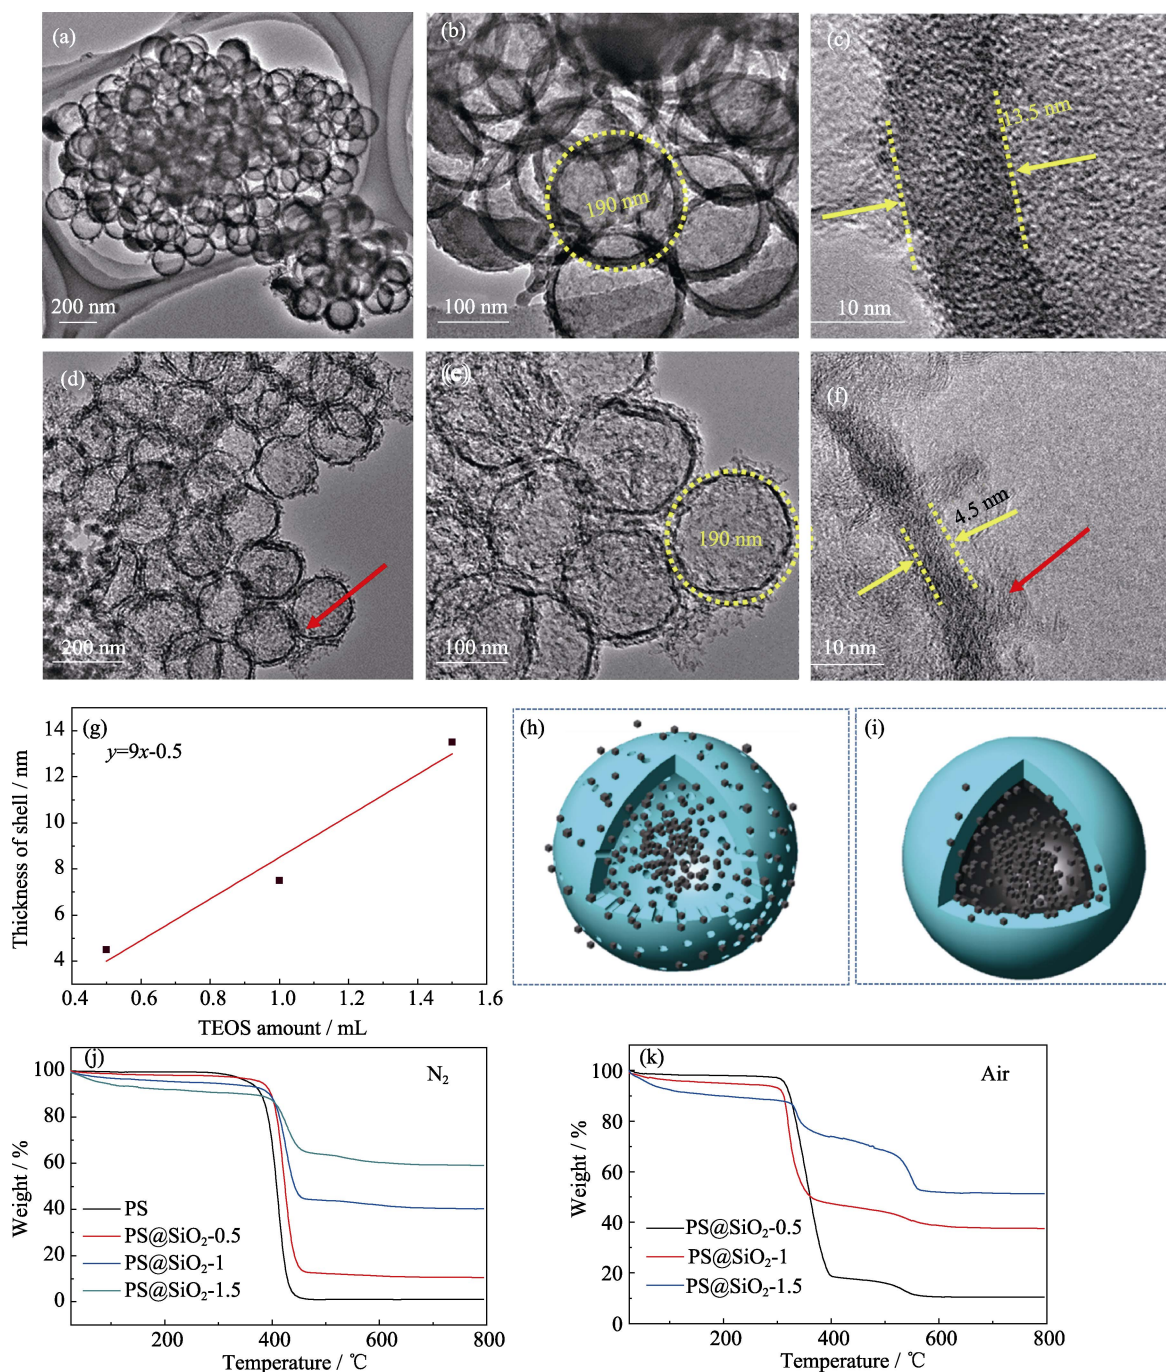 (a)
200 nm
(b)
190 nm
100 nm
(c)
13.5 nm
10 nm
(d)
200 nm
(e)
190 nm
100 nm
(f)
4.5 nm
10 nm
(g)
y=9x-0.5
14
12
10
8
6
4
0.4 0.6 0.8 1.0 1.2 1.4 1.6
Thickness of shell / nm
TEOS amount / mL
(h)
(i)
(j)
N₂
100
80
60
40
20
0
Weight / %
PS
PS@SiO₂-0.5
PS@SiO₂-1
PS@SiO₂-1.5
200 400 600 800
Temperature / ℃
(k)
Air
100
80
60
40
20
0
Weight / %
PS@SiO₂-0.5
PS@SiO₂-1
PS@SiO₂-1.5
200 400 600 800
Temperature / ℃